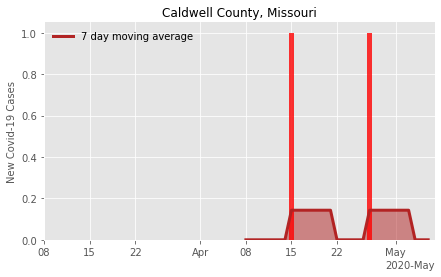 Caldwell County, Missouri
7 day moving average
New Covid-19 Cases
1.0
0.8
0.6
0.4
0.2
0.0
08 15 22 Apr 08 15 22 May
2020-May